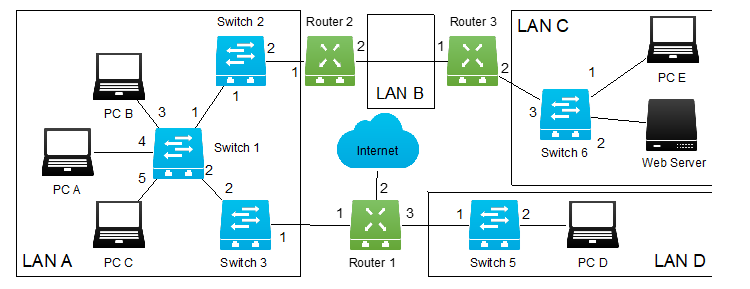 Switch 2
Router 2
Router 3
LAN C
2
1
2
1
2
1
PC E
LAN B
PC B
3
1
1
3
Switch 6
2
Web Server
4
Switch 1
Internet
PC A
5
2
2
2
1
Switch 3
1
3
Router 1
1
2
Switch 5
PC D
LAN A
PC C
LAN D